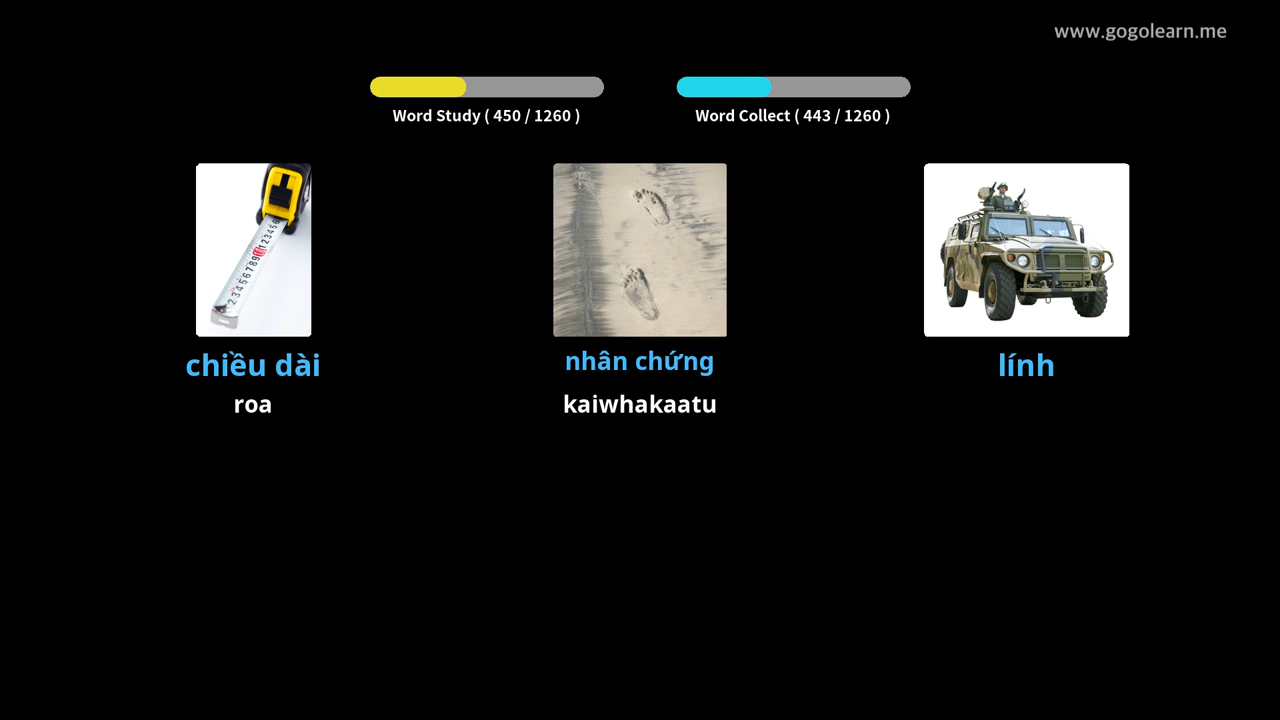 www.gogolearn.me
Word Study ( 450 / 1260 )
Word Collect ( 443 / 1260 )
chiều dài
nhân chứng
lính
roa
kaiwhakaatu